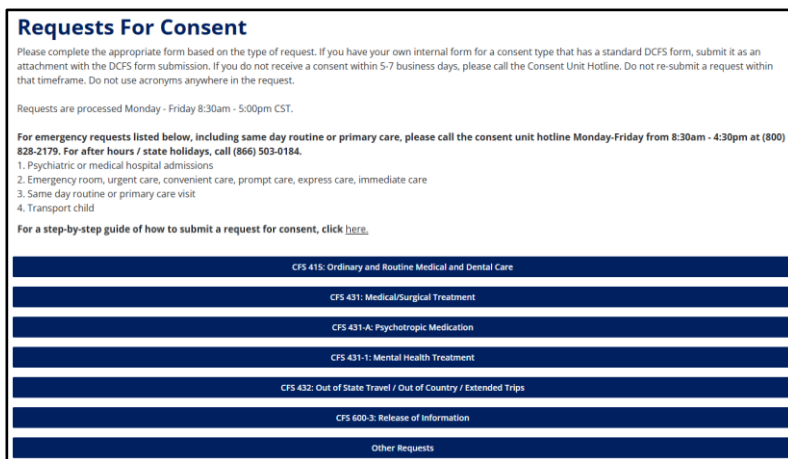 Requests For Consent
Please complete the appropriate form based on the type of request. If you have your own internal form for a consent type that has a standard DCFS form, submit it as an
attachment with the DCFS form submission. If you do not receive a consent within 5-7 business days, please call the Consent Unit Hotline. Do not re-submit a request within
that timeframe. Do not use acronyms anywhere in the request.
Requests are processed Monday - Friday 8:30am - 5:00pm CST.
For emergency requests listed below, including same day routine or primary care, please call the consent unit hotline Monday-Friday from 8:30am - 4:30pm at (800)
828-2179. For after hours / state holidays, call (866) 503-0184.
1. Psychiatric or medical hospital admissions
2. Emergency room, urgent care, convenient care, prompt care, express care, immediate care
3. Same day routine or primary care visit
4. Transport child
For a step-by-step guide of how to submit a request for consent, click here.
CFS 415: Ordinary and Routine Medical and Dental Care
CFS 431: Medical/Surgical Treatment
CFS 431-A: Psychotropic Medication
CFS 431-1: Mental Health Treatment
CFS 432: Out of State Travel / Out of Country / Extended Trips
CFS 600-3: Release of Information
Other Requests